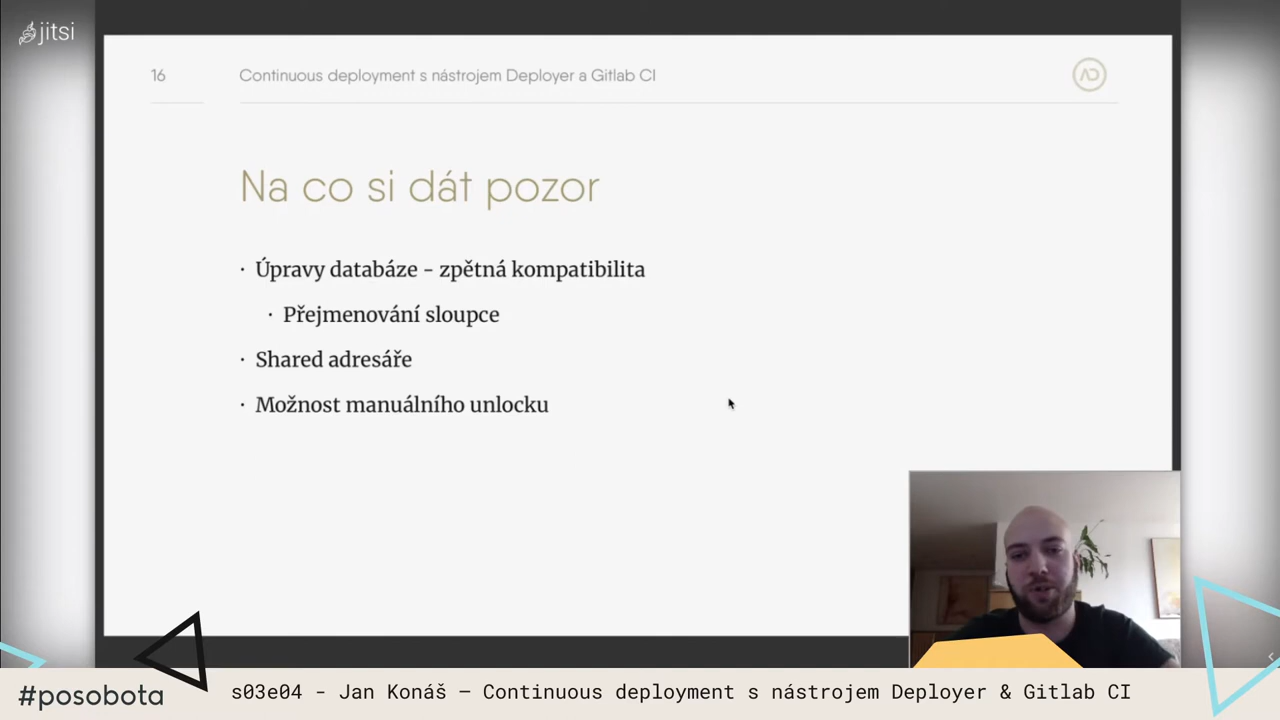 jitsi
16
Continuous deployment s nástrojem Deployer a Gitlab CI
Na co si dát pozor
· Úpravy databáze - zpětná kompatibilita
· Přejmenování sloupce
· Shared adresáře
· Možnost manuálního unlocku
#posobota
s03e04 - Jan Konáš – Continuous deployment s nástrojem Deployer & Gitlab CI